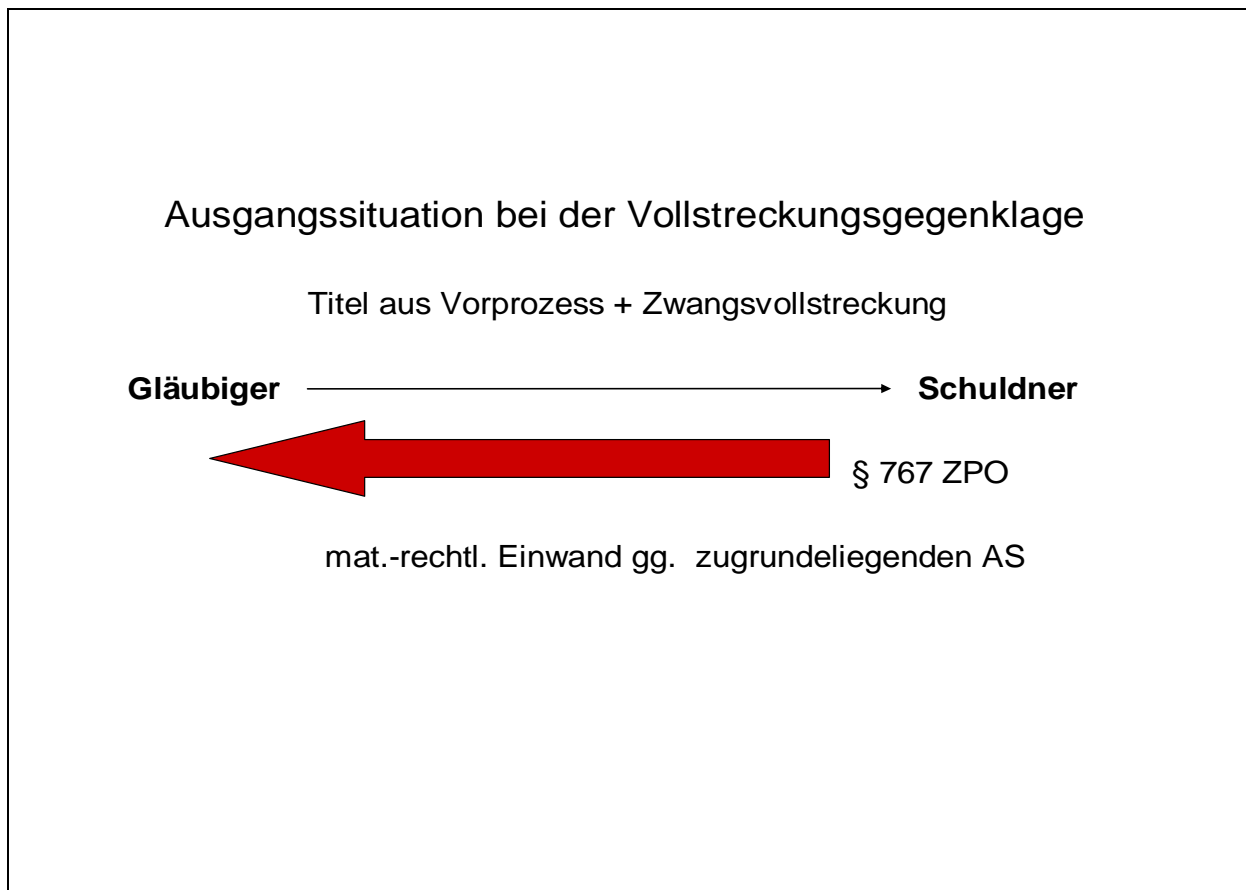 Ausgangssituation bei der Vollstreckungsgegenklage
Titel aus Vorprozess + Zwangsvollstreckung
Gläubiger Schuldner
§ 767 ZPO
mat.-rechtl. Einwand gg. zugrundeliegenden AS